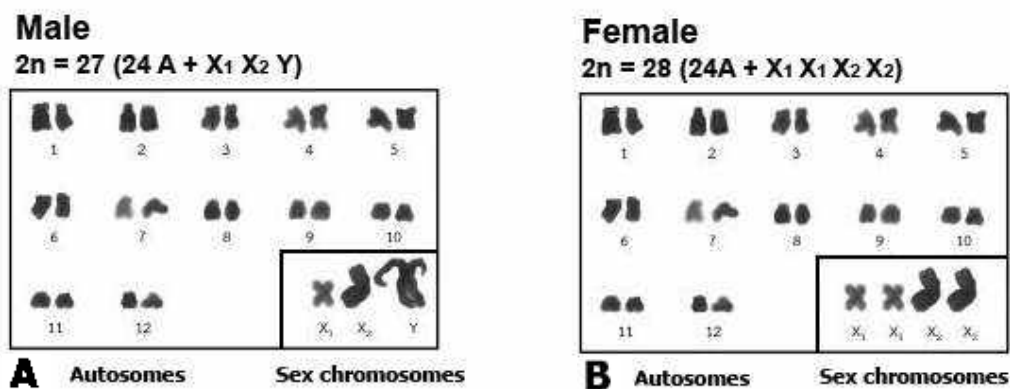 Male
2n = 27 (24 A + X₁ X₂ Y)
1 2 3 4 5
6 7 8 9 10
11 12
X₁ X₂ Y
A Autosomes Sex chromosomes
Female
2n = 28 (24A + X₁ X₁ X₂ X₂)
1 2 3 4 5
6 7 8 9 10
11 12
X₁ X₁ X₂ X₂
B Autosomes Sex chromosomes